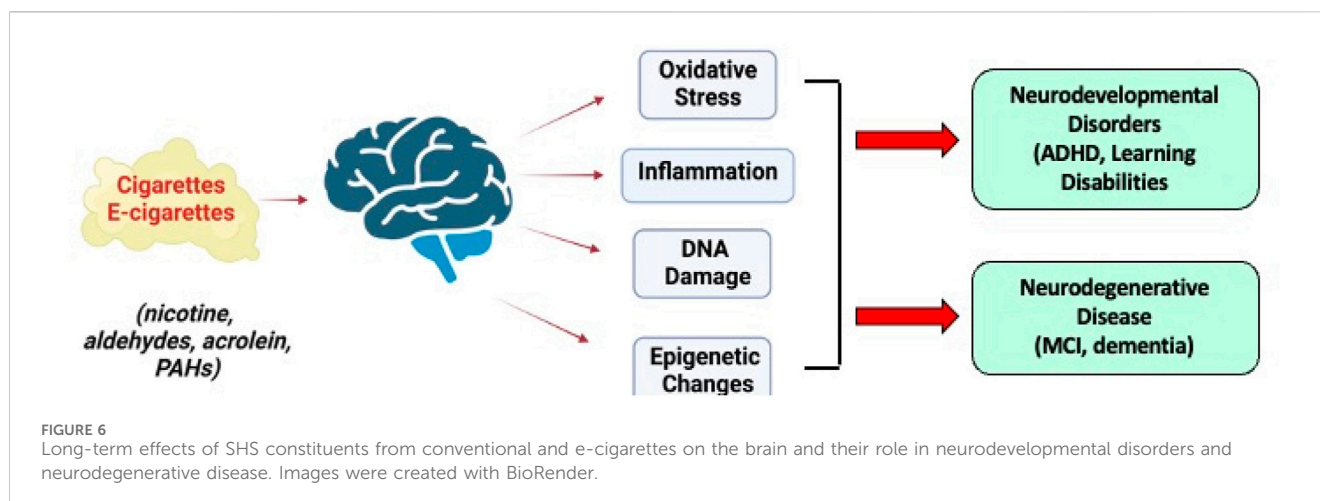 Cigarettes
E-cigarettes
(nicotine,
aldehydes, acrolein,
PAHs)
Oxidative
Stress
Inflammation
DNA
Damage
Epigenetic
Changes
Neurodevelopmental
Disorders
(ADHD, Learning
Disabilities
Neurodegenerative
Disease
(MCI, dementia)
FIGURE 6
Long-term effects of SHS constituents from conventional and e-cigarettes on the brain and their role in neurodevelopmental disorders and
neurodegenerative disease. Images were created with BioRender.